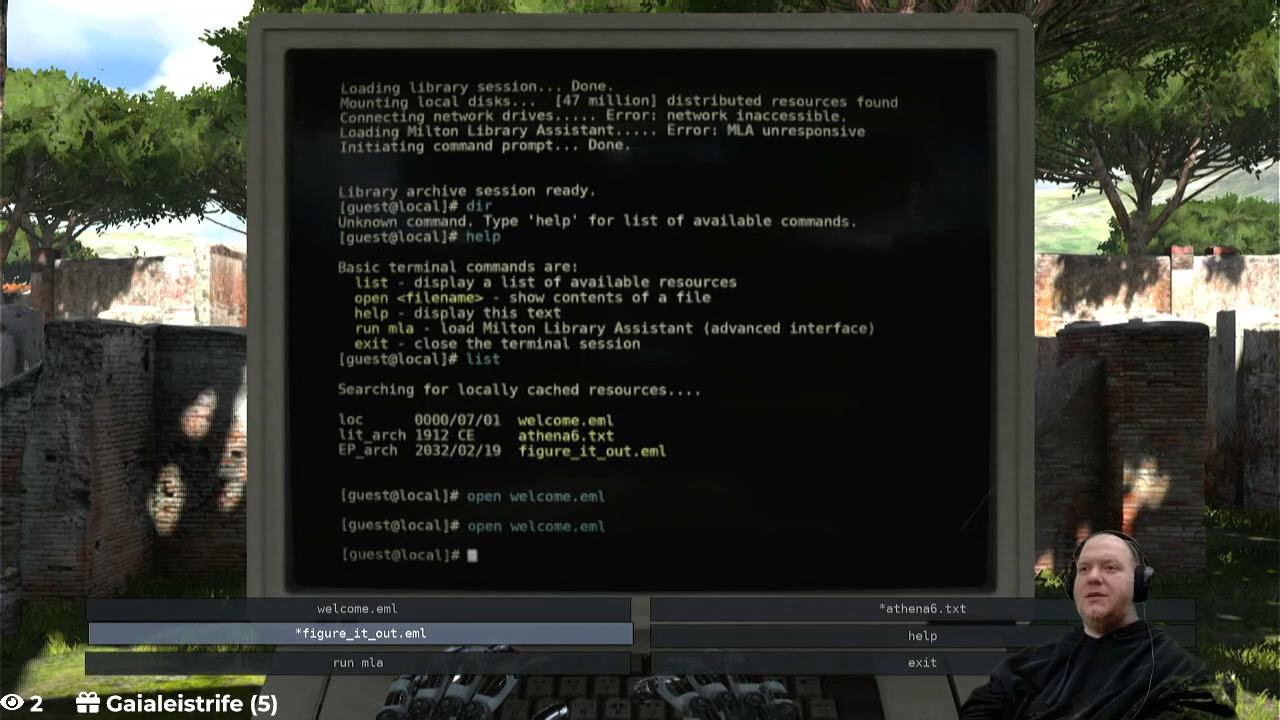 Loading library session... Done.
Mounting local disks...  [47 million] distributed resources found
Connecting network drives..... Error: network inaccessible.
Loading Milton Library Assistant..... Error: MLA unresponsive
Initiating command prompt... Done.
Library archive session ready.
[guest@local]# dir
Unknown command. Type 'help' for list of available commands.
[guest@local]# help
Basic terminal commands are:
list - display a list of available resources
open <filename> - show contents of a file
help - display this text
run mla - load Milton Library Assistant (advanced interface)
exit - close the terminal session
[guest@local]# list
Searching for locally cached resources....
loc 0000/07/01 welcome.eml
lit_arch 1912 CE athena6.txt
EP_arch 2032/02/19 figure_it_out.eml
[guest@local]# open welcome.eml
[guest@local]# open welcome.eml
[guest@local]#
welcome.eml *athena6.txt
*figure_it_out.eml help
run mla exit
2 Gaialeistrife (5)